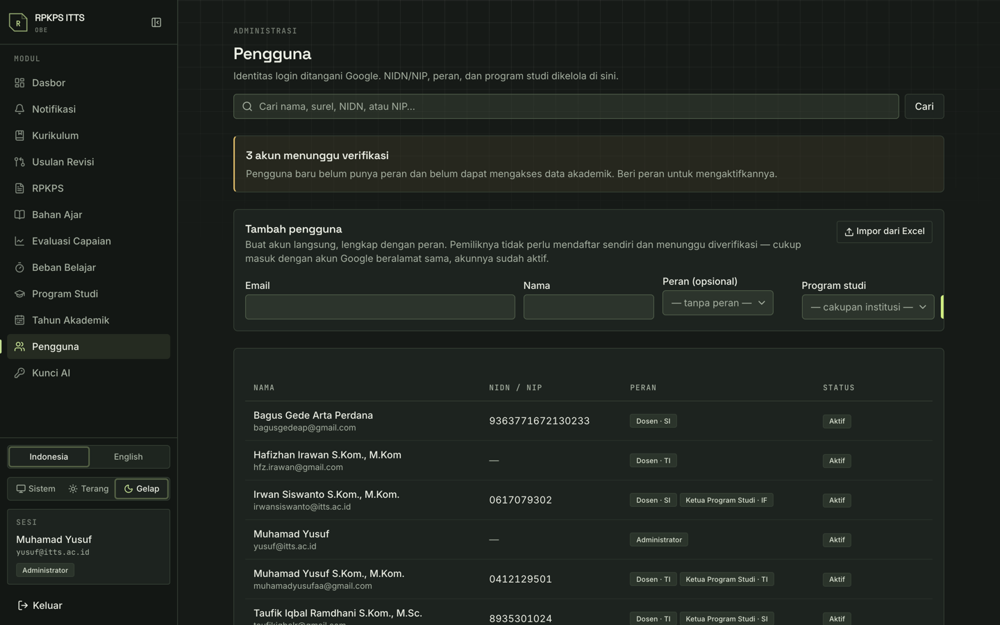 R
RPKPS ITTS
OBE
MODUL
Dasbor
Notifikasi
Kurikulum
Usulan Revisi
RPKPS
Bahan Ajar
Evaluasi Capaian
Beban Belajar
Program Studi
Tahun Akademik
Pengguna
Kunci AI
Indonesia English
Sistem Terang Gelap
SESI
Muhamad Yusuf
yusuf@itts.ac.id
Administrator
Keluar
ADMINISTRASI
Pengguna
Identitas login ditangani Google. NIDN/NIP, peran, dan program studi dikelola di sini.
Cari nama, surel, NIDN, atau NIP... Cari
3 akun menunggu verifikasi
Pengguna baru belum punya peran dan belum dapat mengakses data akademik. Beri peran untuk mengaktifkannya.
Tambah pengguna Impor dari Excel
Buat akun langsung, lengkap dengan peran. Pemiliknya tidak perlu mendaftar sendiri dan menunggu diverifikasi — cukup
masuk dengan akun Google beralamat sama, akunnya sudah aktif.
Email Nama Peran (opsional) Program studi
— tanpa peran — — cakupan institusi —
NAMA NIDN / NIP PERAN STATUS
Bagus Gede Arta Perdana 9363771672130233 Dosen · SI Aktif
bagusgedeap@gmail.com
Hafizhan Irawan S.Kom., M.Kom — Dosen · TI Aktif
hfz.irawan@gmail.com
Irwan Siswanto S.Kom., M.Kom. 0617079302 Dosen · SI Ketua Program Studi · IF Aktif
irwansiswanto@itts.ac.id
Muhamad Yusuf — Administrator Aktif
yusuf@itts.ac.id
Muhamad Yusuf S.Kom., M.Kom. 0412129501 Dosen · TI Ketua Program Studi · TI Aktif
muhamadyusufaa@gmail.com
Taufik Iqbal Ramdhani S.Kom., M.Sc. 8935301024 Dosen · TI Ketua Program Studi · SI Aktif